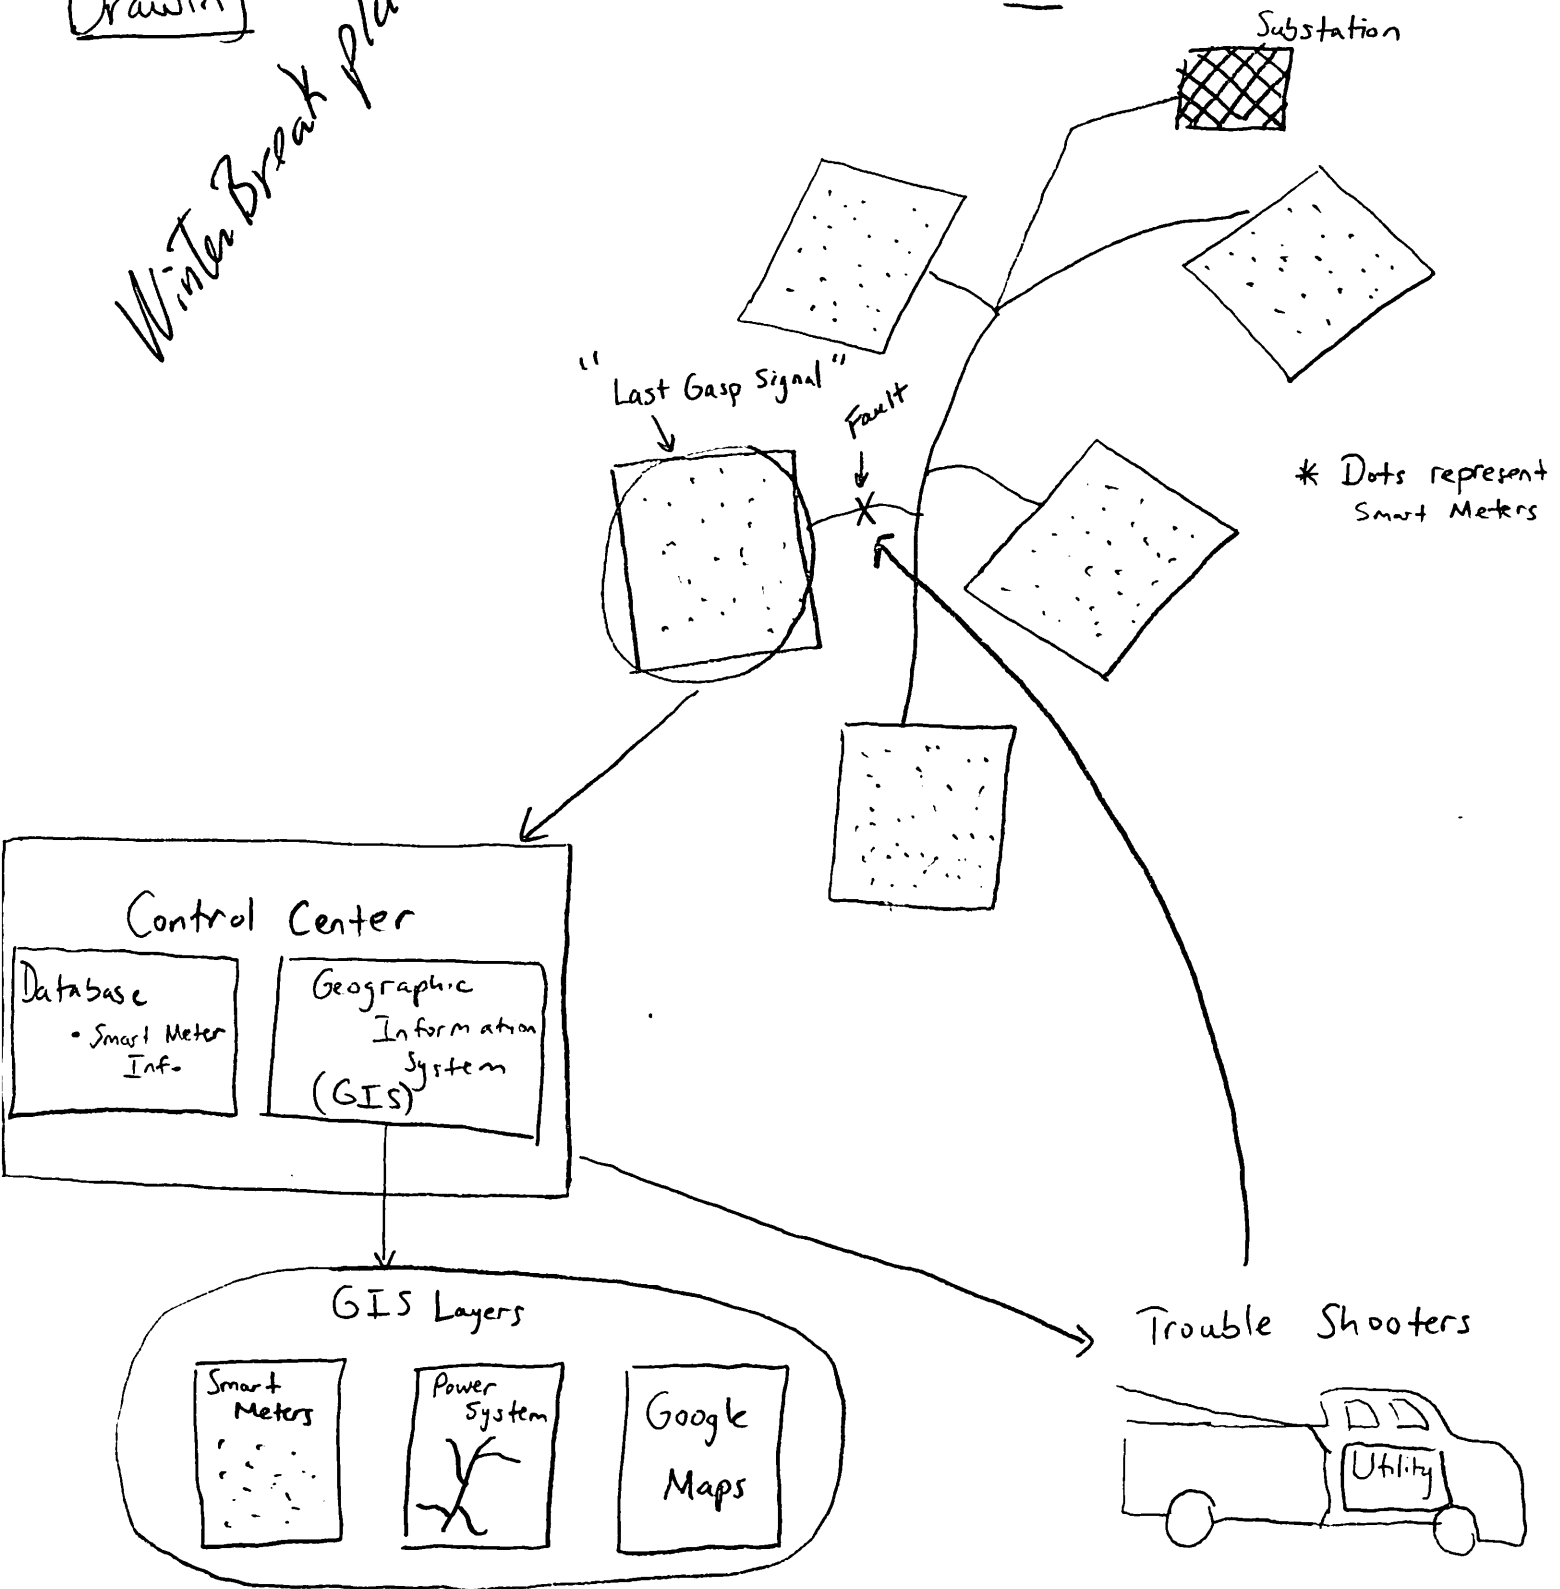 Winter Break
Substation
"Last Gasp Signal"
Fault
* Dots represent
Smart Meters
Control Center
Database
• Smart Meter
Info
Geographic
Information
System
(GIS)
GIS Layers
Smart
Meters
Power
System
Google
Maps
Trouble Shooters
Utility